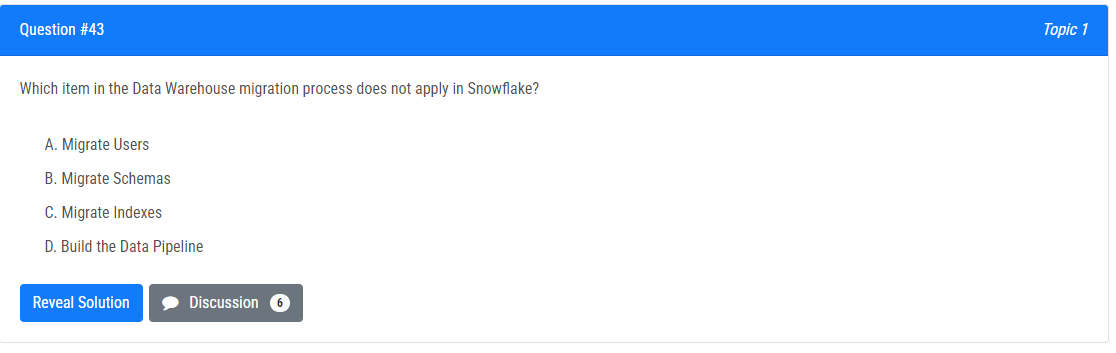 Question #43 Topic 1
Which item in the Data Warehouse migration process does not apply in Snowflake?
A. Migrate Users
B. Migrate Schemas
C. Migrate Indexes
D. Build the Data Pipeline
Reveal Solution Discussion 6